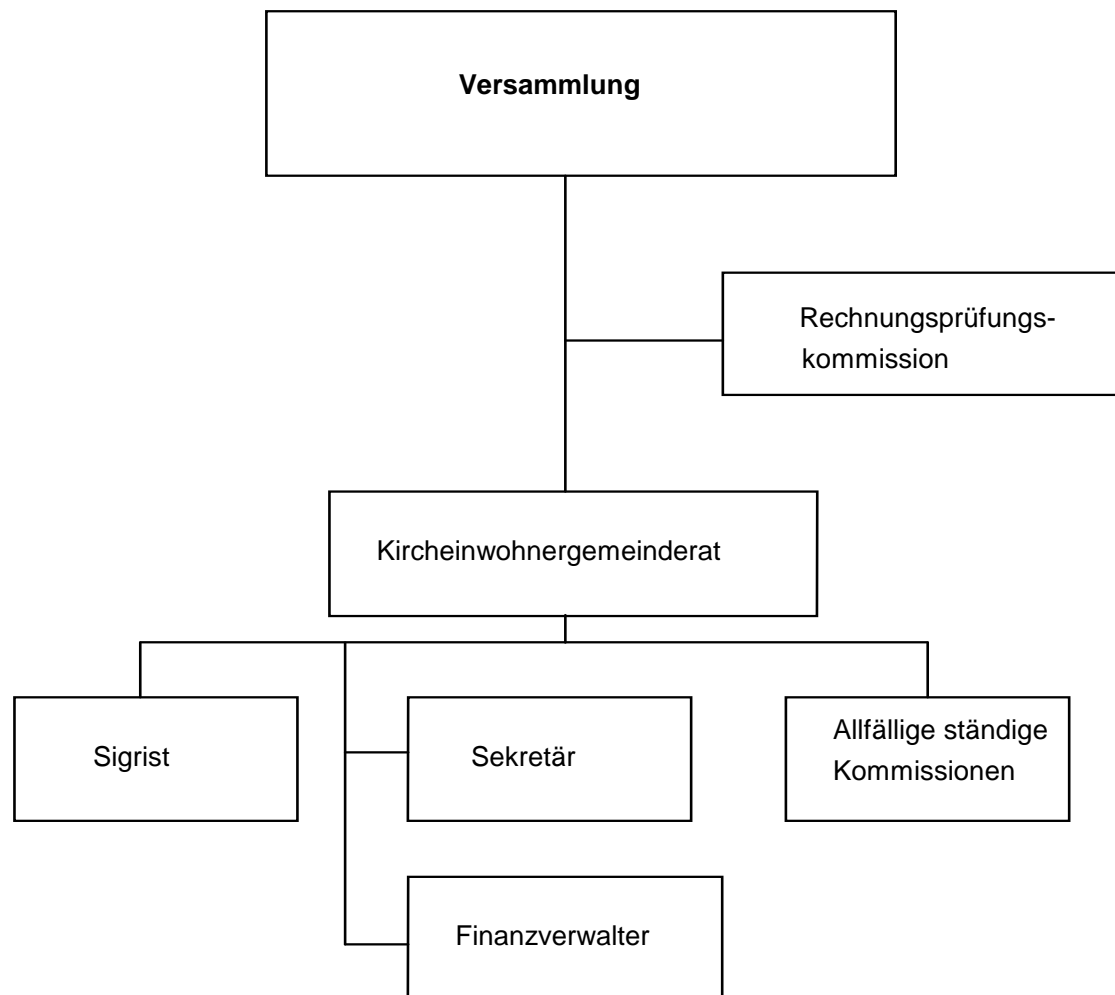 Versammlung
Rechnungsprüfungs-
kommission
Kircheinwohnergemeinderat
Sigrist
Sekretär
Allfällige ständige
Kommissionen
Finanzverwalter